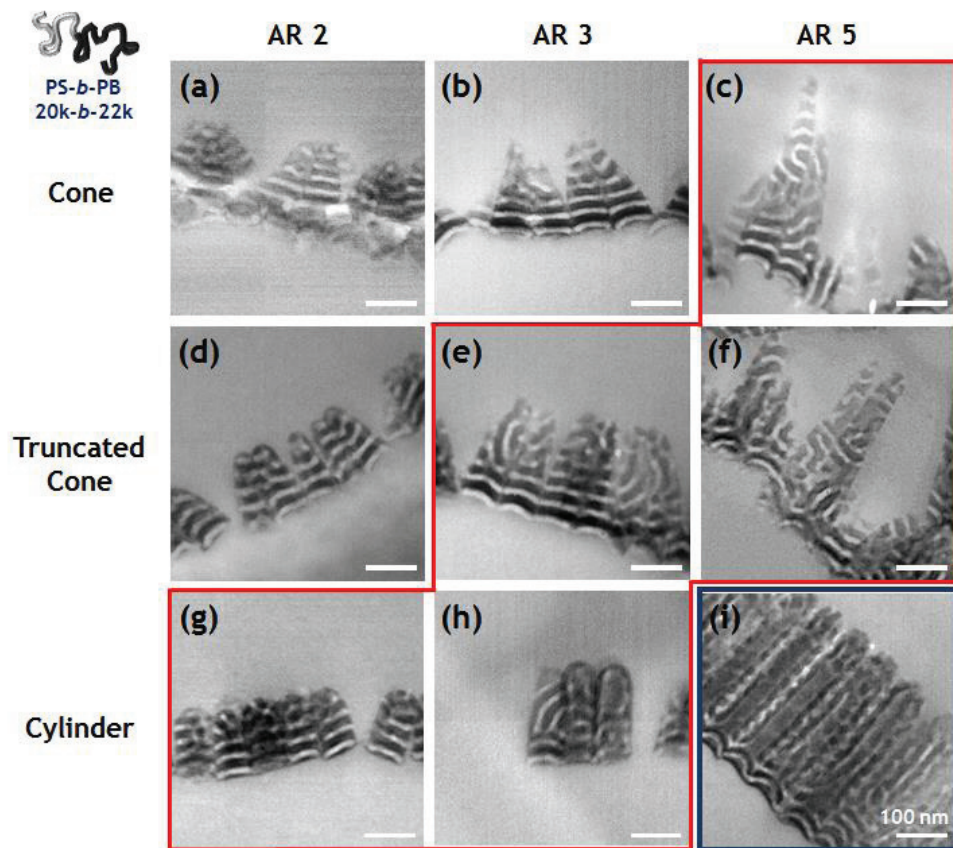 AR 2
AR 3
AR 5
PS-b-PB
20k-b-22k
(a)
(b)
(c)
Cone
(d)
(e)
(f)
Truncated
Cone
(g)
(h)
(i)
Cylinder
100 nm